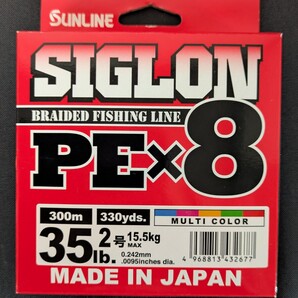 SUNLINE
SIGLON
BRAIDED FISHING LINE
PE×8
300m 330yds. MULTI COLOR
35lb. 2号 15.5kg MAX
0.242mm
.0095inches dia.
4 968813 432677
MADE IN JAPAN